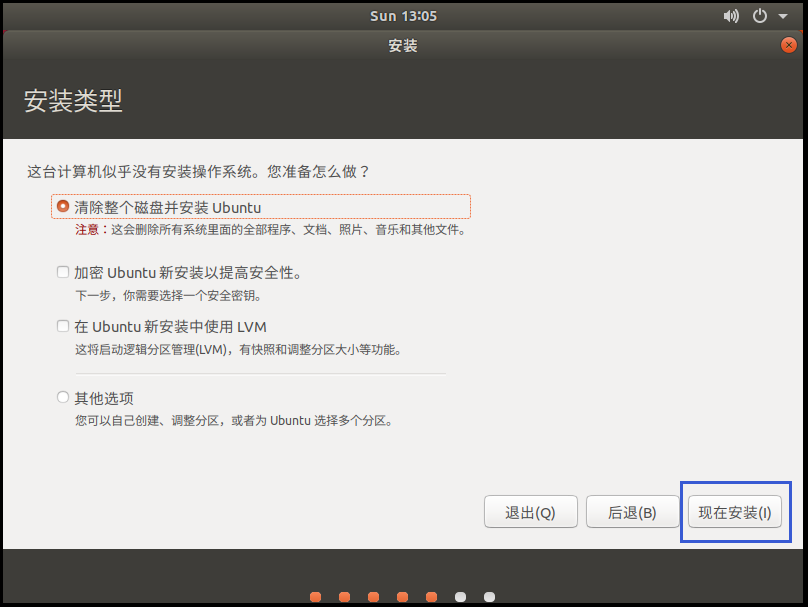 Sun 13:05
安装
安装类型
这台计算机似乎没有安装操作系统。您准备怎么做？
清除整个磁盘并安装 Ubuntu
注意：这会删除所有系统里面的全部程序、文档、照片、音乐和其他文件。
加密 Ubuntu 新安装以提高安全性。
下一步，你需要选择一个安全密钥。
在 Ubuntu 新安装中使用 LVM
这将启动逻辑分区管理(LVM)，有快照和调整分区大小等功能。
其他选项
您可以自己创建、调整分区，或者为 Ubuntu 选择多个分区。
退出(Q) 后退(B) 现在安装(I)